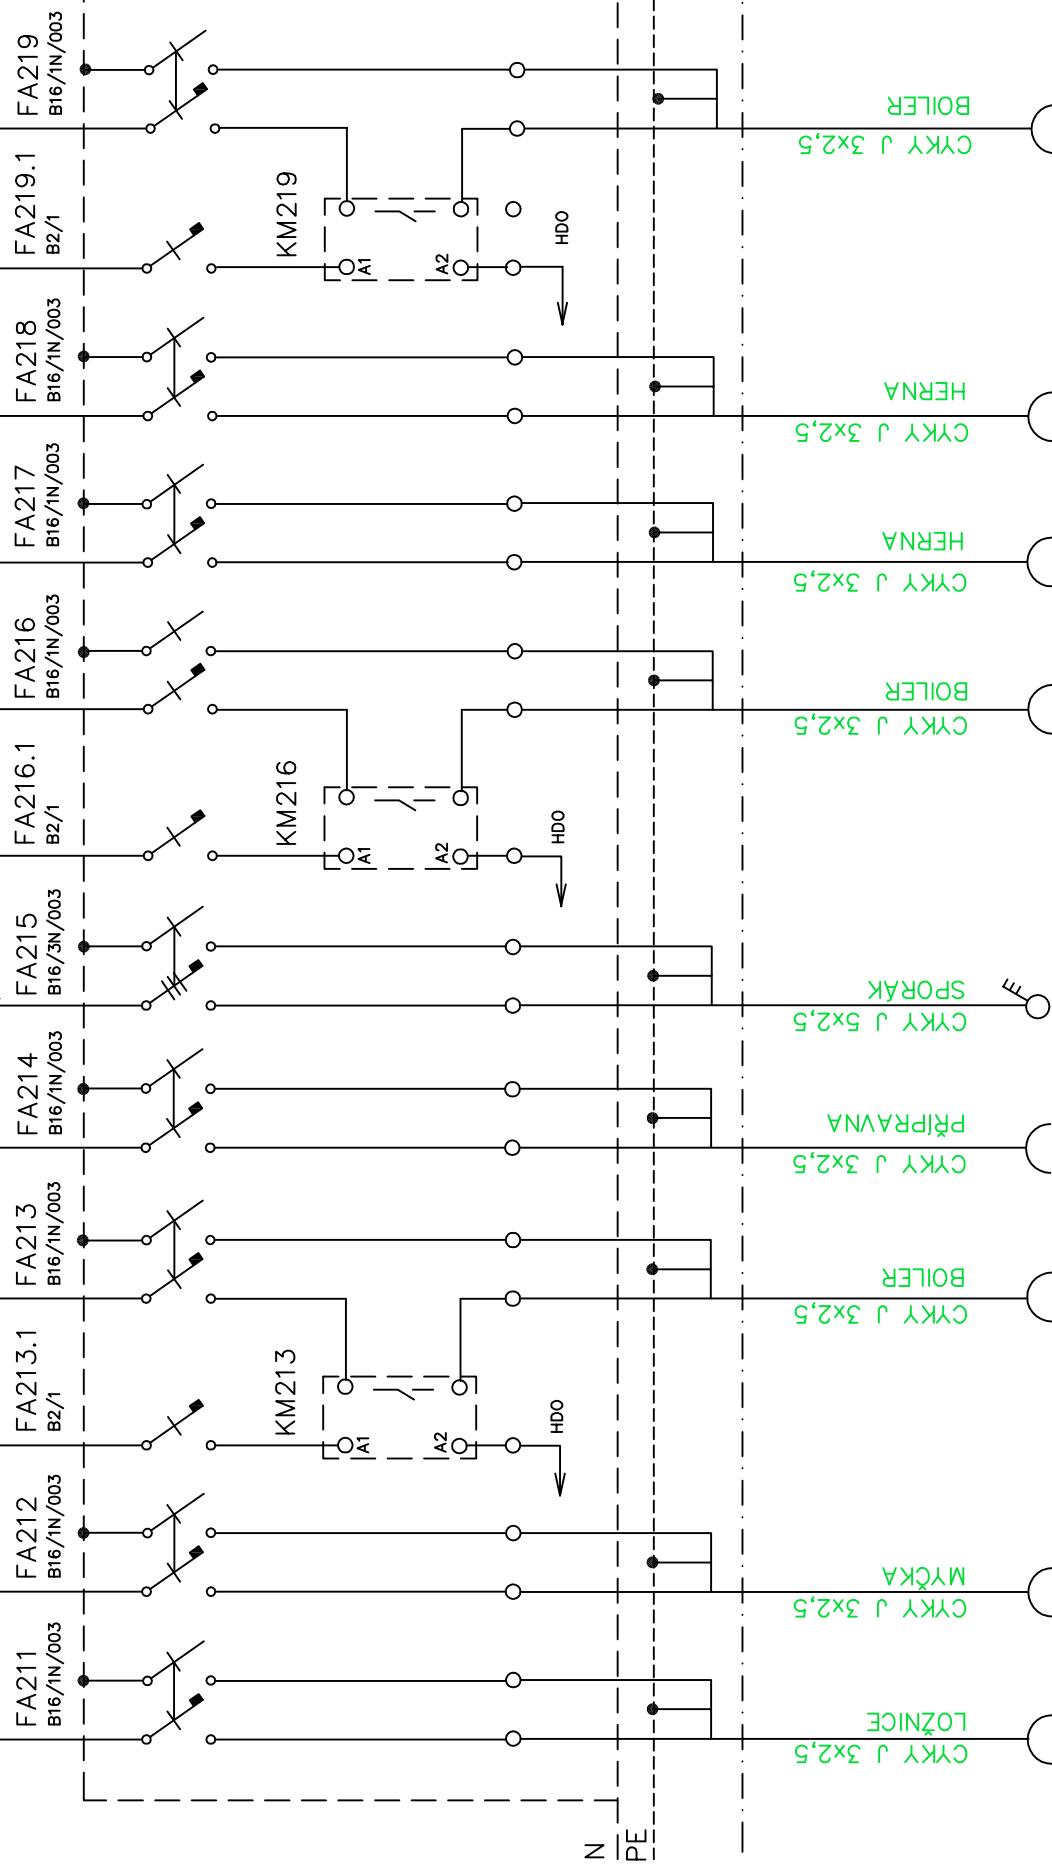 FA219
B16/1N/003
BOILER
CYKY J 3x2,5
FA219.1
B2/1
KM219
A1
A2
HDO
FA218
B16/1N/003
HERNA
CYKY J 3x2,5
FA217
B16/1N/003
HERNA
CYKY J 3x2,5
FA216
B16/1N/003
BOILER
CYKY J 3x2,5
FA216.1
B2/1
KM216
A1
A2
HDO
FA215
B16/3N/003
SPORÁK
CYKY J 5x2,5
FA214
B16/1N/003
PŘÍPRAVNA
CYKY J 3x2,5
FA213
B16/1N/003
BOILER
CYKY J 3x2,5
FA213.1
B2/1
KM213
A1
A2
HDO
FA212
B16/1N/003
MYČKA
CYKY J 3x2,5
FA211
B16/1N/003
LOŽNICE
CYKY J 3x2,5
N
PE